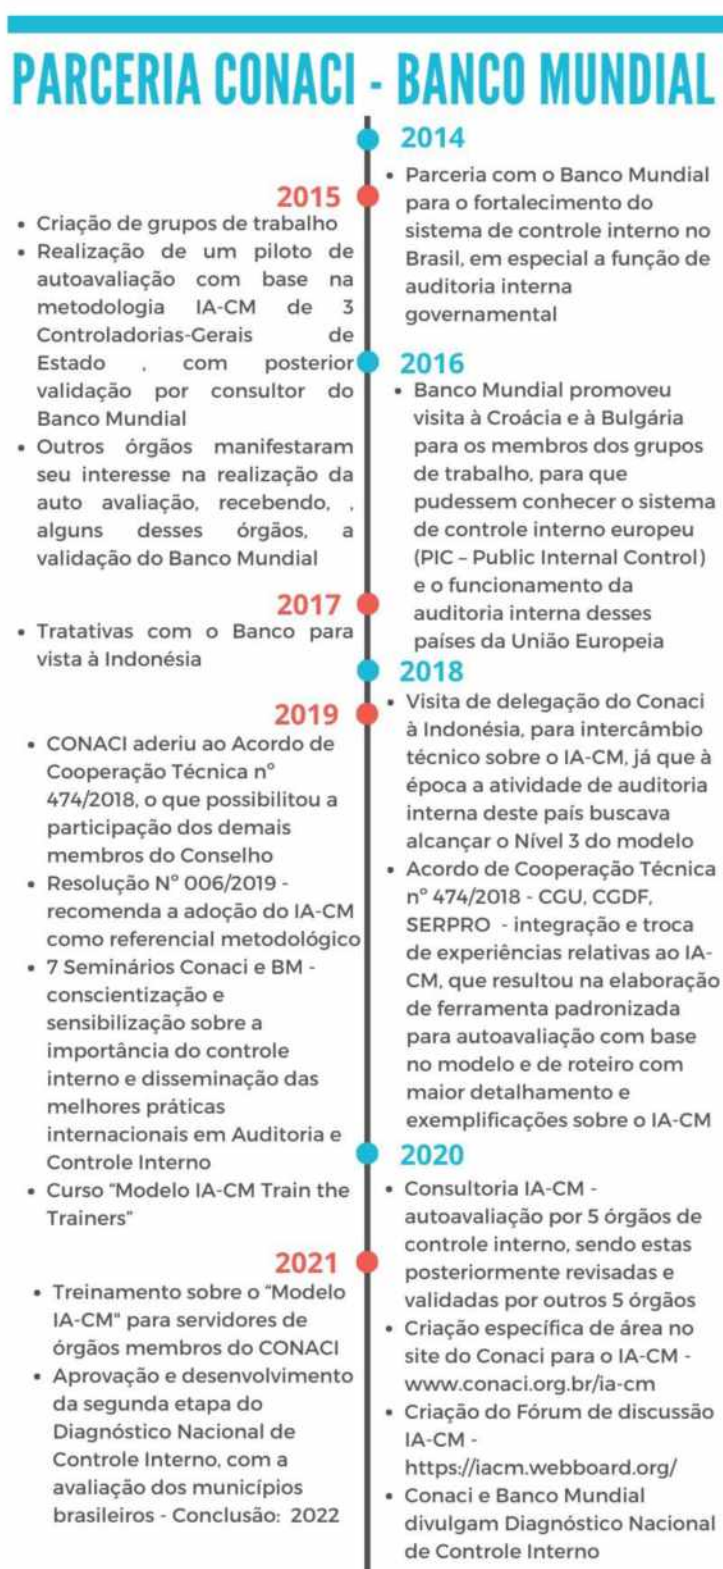 PARCERIA CONACI - BANCO MUNDIAL
2014
• Parceria com o Banco Mundial
para o fortalecimento do
sistema de controle interno no
Brasil, em especial a função de
auditoria interna
governamental
2015
• Criação de grupos de trabalho
• Realização de um piloto de
autoavaliação com base na
metodologia IA-CM de 3
Controladorias-Gerais de
Estado , com posterior
validação por consultor do
Banco Mundial
• Outros órgãos manifestaram
seu interesse na realização da
auto avaliação, recebendo, ,
alguns desses órgãos, a
validação do Banco Mundial
2016
• Banco Mundial promoveu
visita à Croácia e à Bulgária
para os membros dos grupos
de trabalho, para que
pudessem conhecer o sistema
de controle interno europeu
(PIC – Public Internal Control)
e o funcionamento da
auditoria interna desses
países da União Europeia
2017
• Tratativas com o Banco para
vista à Indonésia
2018
• Visita de delegação do Conaci
à Indonésia, para intercâmbio
técnico sobre o IA-CM, já que à
época a atividade de auditoria
interna deste país buscava
alcançar o Nível 3 do modelo
• Acordo de Cooperação Técnica
nº 474/2018 - CGU, CGDF,
SERPRO - integração e troca
de experiências relativas ao IA-
CM, que resultou na elaboração
de ferramenta padronizada
para autoavaliação com base
no modelo e de roteiro com
maior detalhamento e
exemplificações sobre o IA-CM
2019
• CONACI aderiu ao Acordo de
Cooperação Técnica nº
474/2018, o que possibilitou a
participação dos demais
membros do Conselho
• Resolução Nº 006/2019 -
recomenda a adoção do IA-CM
como referencial metodológico
• 7 Seminários Conaci e BM -
conscientização e
sensibilização sobre a
importância do controle
interno e disseminação das
melhores práticas
internacionais em Auditoria e
Controle Interno
• Curso "Modelo IA-CM Train the
Trainers"
2020
• Consultoria IA-CM -
autoavaliação por 5 órgãos de
controle interno, sendo estas
posteriormente revisadas e
validadas por outros 5 órgãos
• Criação específica de área no
site do Conaci para o IA-CM -
www.conaci.org.br/ia-cm
• Criação do Fórum de discussão
IA-CM -
https://iacm.webboard.org/
• Conaci e Banco Mundial
divulgam Diagnóstico Nacional
de Controle Interno
2021
• Treinamento sobre o "Modelo
IA-CM" para servidores de
órgãos membros do CONACI
• Aprovação e desenvolvimento
da segunda etapa do
Diagnóstico Nacional de
Controle Interno, com a
avaliação dos municípios
brasileiros - Conclusão: 2022